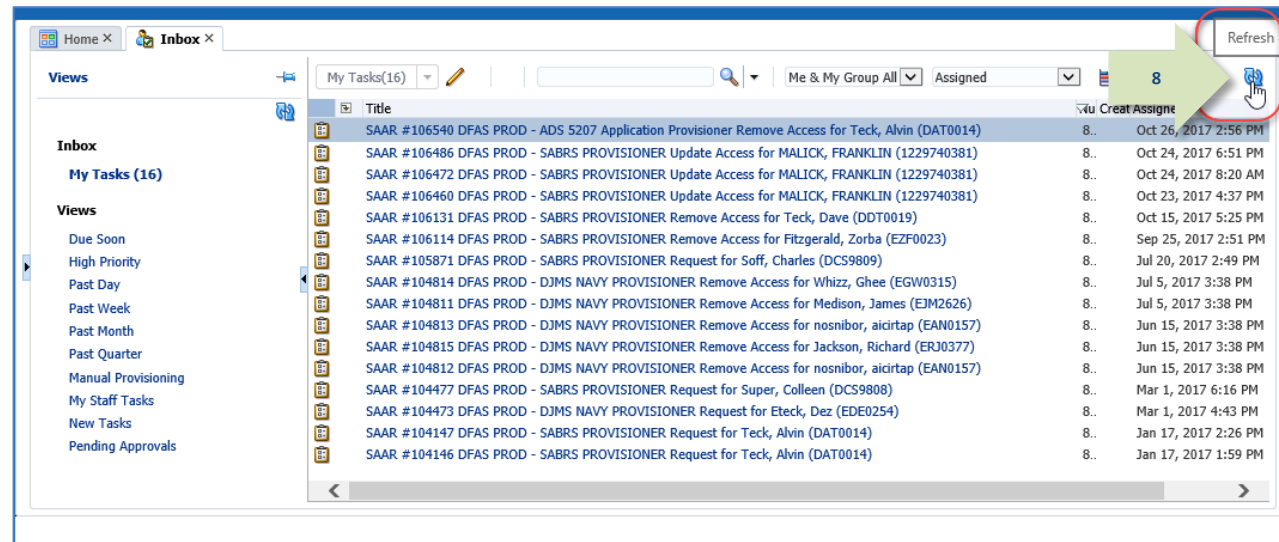 Home × Inbox ×
Refresh
Views
My Tasks(16) Me & My Group All Assigned 8
Title Creat Assigne
SAAR #106540 DFAS PROD - ADS 5207 Application Provisioner Remove Access for Teck, Alvin (DAT0014) 8.. Oct 26, 2017 2:56 PM
Inbox
SAAR #106486 DFAS PROD - SABRS PROVISIONER Update Access for MALICK, FRANKLIN (1229740381) 8.. Oct 24, 2017 6:51 PM
My Tasks (16)
SAAR #106472 DFAS PROD - SABRS PROVISIONER Update Access for MALICK, FRANKLIN (1229740381) 8.. Oct 24, 2017 8:20 AM
SAAR #106460 DFAS PROD - SABRS PROVISIONER Update Access for MALICK, FRANKLIN (1229740381) 8.. Oct 23, 2017 4:37 PM
Views
SAAR #106131 DFAS PROD - SABRS PROVISIONER Remove Access for Teck, Dave (DDT0019) 8.. Oct 15, 2017 5:25 PM
Due Soon
SAAR #106114 DFAS PROD - SABRS PROVISIONER Remove Access for Fitzgerald, Zorba (EZF0023) 8.. Sep 25, 2017 2:51 PM
High Priority
SAAR #105871 DFAS PROD - SABRS PROVISIONER Request for Soff, Charles (DCS9809) 8.. Jul 20, 2017 2:49 PM
Past Day
SAAR #104814 DFAS PROD - DJMS NAVY PROVISIONER Remove Access for Whizz, Ghee (EGW0315) 8.. Jul 5, 2017 3:38 PM
Past Week
SAAR #104811 DFAS PROD - DJMS NAVY PROVISIONER Remove Access for Medison, James (EJM2626) 8.. Jul 5, 2017 3:38 PM
Past Month
SAAR #104813 DFAS PROD - DJMS NAVY PROVISIONER Remove Access for nosnibor, aicirtap (EAN0157) 8.. Jun 15, 2017 3:38 PM
Past Quarter
SAAR #104815 DFAS PROD - DJMS NAVY PROVISIONER Remove Access for Jackson, Richard (ERJ0377) 8.. Jun 15, 2017 3:38 PM
Manual Provisioning
SAAR #104812 DFAS PROD - DJMS NAVY PROVISIONER Remove Access for nosnibor, aicirtap (EAN0157) 8.. Jun 15, 2017 3:38 PM
My Staff Tasks
SAAR #104477 DFAS PROD - SABRS PROVISIONER Request for Super, Colleen (DCS9808) 8.. Mar 1, 2017 6:16 PM
New Tasks
SAAR #104473 DFAS PROD - DJMS NAVY PROVISIONER Request for Eteck, Dez (EDE0254) 8.. Mar 1, 2017 4:43 PM
Pending Approvals
SAAR #104147 DFAS PROD - SABRS PROVISIONER Request for Teck, Alvin (DAT0014) 8.. Jan 17, 2017 2:26 PM
SAAR #104146 DFAS PROD - SABRS PROVISIONER Request for Teck, Alvin (DAT0014) 8.. Jan 17, 2017 1:59 PM